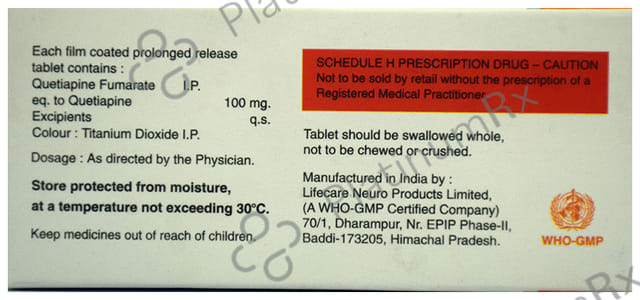 Each film coated prolonged release
tablet contains :
Quetiapine Fumarate I.P.
eq. to Quetiapine 100 mg.
Excipients q.s.
Colour : Titanium Dioxide I.P.
Dosage : As directed by the Physician.
Store protected from moisture,
at a temperature not exceeding 30°C.
Keep medicines out of reach of children.
SCHEDULE H PRESCRIPTION DRUG – CAUTION
Not to be sold by retail without the prescription of a
Registered Medical Practitioner
Tablet should be swallowed whole,
not to be chewed or crushed.
Manufactured in India by :
Lifecare Neuro Products Limited,
(A WHO-GMP Certified Company)
70/1, Dharampur, Nr. EPIP Phase-II,
Baddi-173205, Himachal Pradesh.
WHO-GMP
PlatinumRx